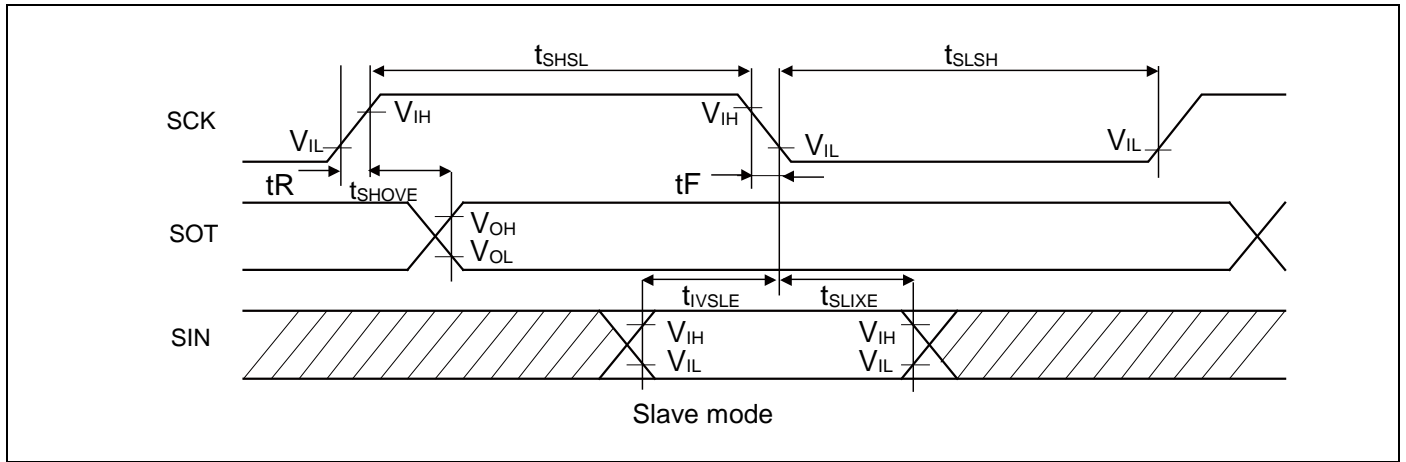 tSHSL
tSLSH
SCK
VIH
VIH
VIL
VIL
VIL
tR
tSHOVE
tF
SOT
VOH
VOL
tIVSLE
tSLIXE
SIN
VIH
VIH
VIL
VIL
Slave mode